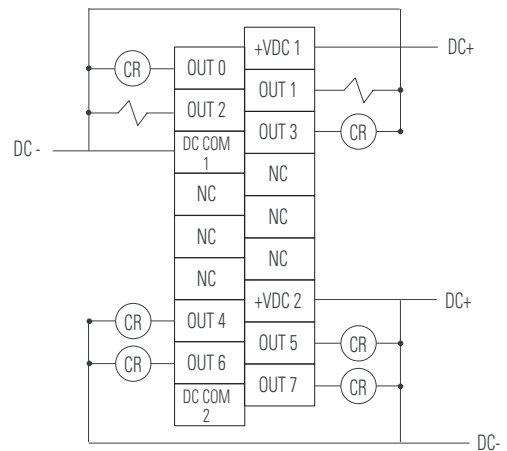 +VDC 1
DC+
CR
OUT 0
OUT 1
OUT 2
OUT 3
CR
DC -
DC COM
1
NC
NC
NC
NC
NC
NC
+VDC 2
DC+
CR
OUT 4
OUT 5
CR
CR
OUT 6
OUT 7
CR
DC COM
2
DC-